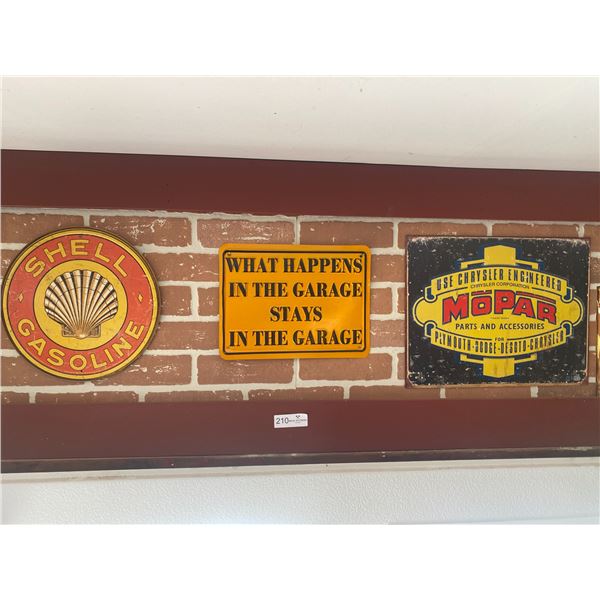 SHELL
GASOLINE
WHAT HAPPENS
IN THE GARAGE
STAYS
IN THE GARAGE
USE CHRYSLER ENGINEERED
CHRYSLER CORPORATION
MOPAR
PARTS AND ACCESSORIES
FOR
PLYMOUTH-DODGE-DESOTO-CHRYSLER
210